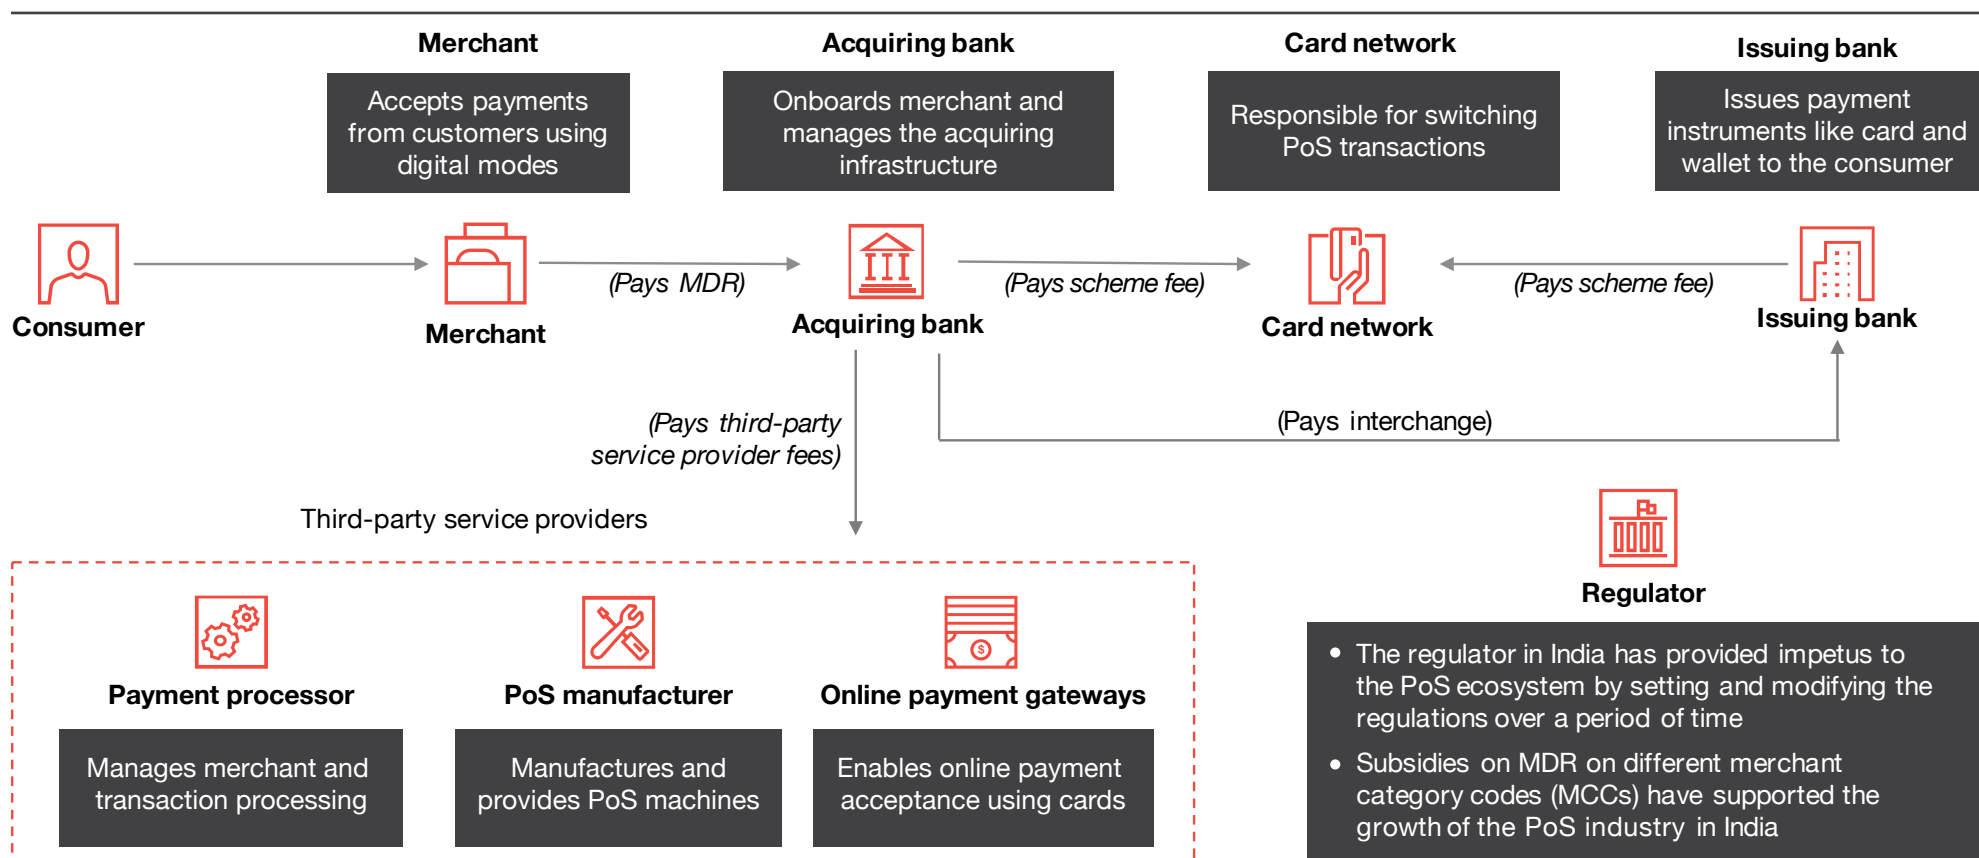 Merchant
Acquiring bank
Card network
Issuing bank
Accepts payments
from customers using
digital modes
Onboards merchant and
manages the acquiring
infrastructure
Responsible for switching
PoS transactions
Issues payment
instruments like card and
wallet to the consumer
(Pays MDR)
(Pays scheme fee)
(Pays scheme fee)
Consumer
Merchant
Acquiring bank
Card network
Issuing bank
(Pays third-party
service provider fees)
(Pays interchange)
Third-party service providers
Regulator
Payment processor
PoS manufacturer
Online payment gateways
Manages merchant and
transaction processing
Manufactures and
provides PoS machines
Enables online payment
acceptance using cards
• The regulator in India has provided impetus to
the PoS ecosystem by setting and modifying the
regulations over a period of time
• Subsidies on MDR on different merchant
category codes (MCCs) have supported the
growth of the PoS industry in India